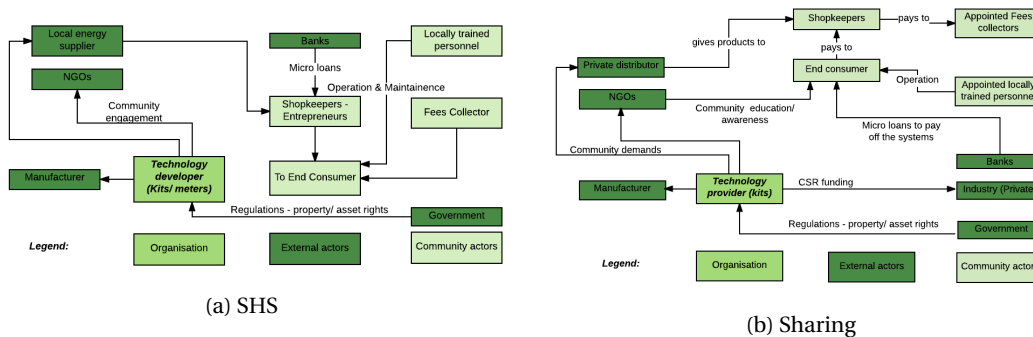 Local energy
supplier
NGOs
Banks
Locally trained
personnel
Micro loans
Operation & Maintainence
Community
engagement
Shopkeepers -
Entrepreneurs
Fees Collector
Manufacturer
Technology
developer
(Kits/ meters)
To End Consumer
Regulations - property/ asset rights
Government
Legend:
Organisation
External actors
Community actors
(a) SHS
Shopkeepers
pays to
Appointed Fees
collectors
gives products to
pays to
Private distributor
End consumer
NGOs
Operation
Appointed locally
trained personnel
Community education/
awareness
Micro loans to pay
off the systems
Community demands
Banks
Manufacturer
Technology
provider (kits)
CSR funding
Industry (Private
Regulations - property/ asset rights
Government
Legend:
Organisation
External actors
Community actor
(b) Sharing